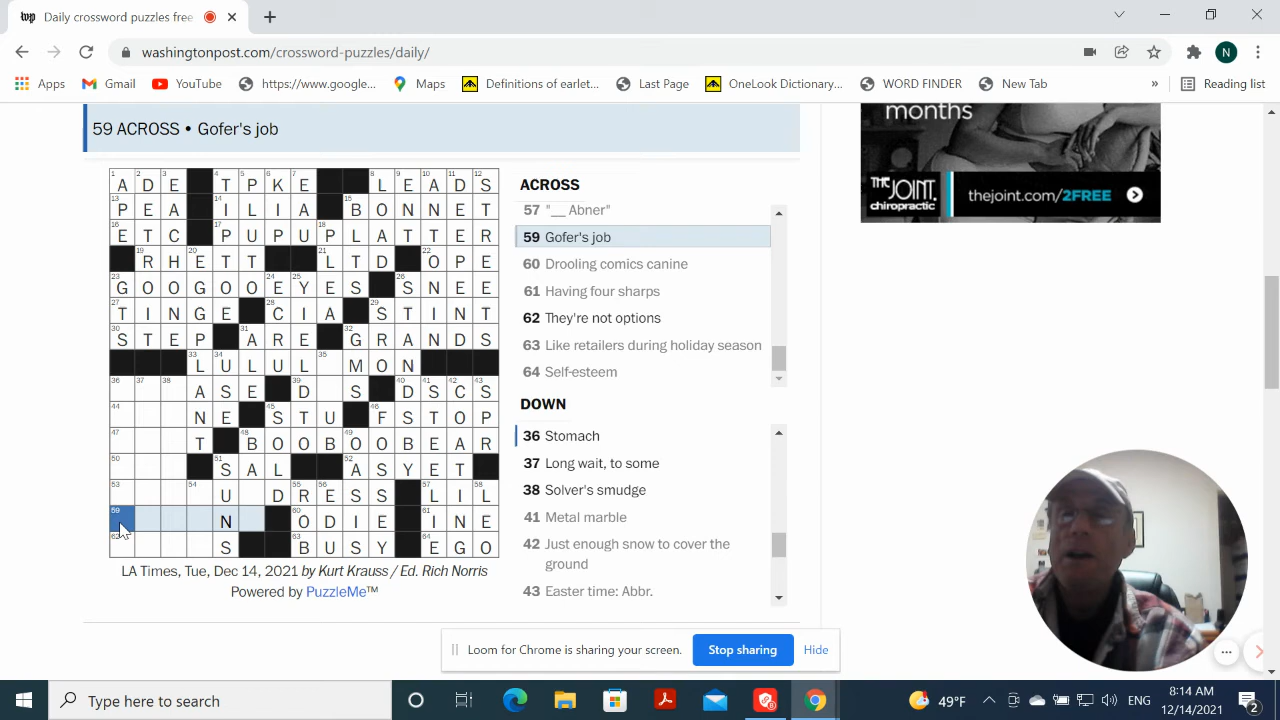 Daily crossword puzzles free
washingtonpost.com/crossword-puzzles/daily/
N
Apps Gmail YouTube https://www.google... Maps Definitions of earlet... Last Page OneLook Dictionary... WORD FINDER New Tab » Reading list
59 ACROSS • Gofer's job
months
THE JOINT chiropractic thejoint.com/2FREE
A D E T P K E L E A D S
P E A I L I A B O N N E T
E T C P U P U P L A T T E R
R H E T T L T D O P E
G O O G O O E Y E S S N E E
T I N G E C I A S T I N T
S T E P A R E G R A N D S
L U L U L M O N
A S E D S D S C S
N E S T U F S T O P
T B O O B O O B E A R
S A L A S Y E T
U D R E S S L I L
N O D I E I N E
S B U S Y E G O
LA Times, Tue, Dec 14, 2021 by Kurt Krauss / Ed. Rich Norris
Powered by PuzzleMe™
ACROSS
57 "__ Abner"
59 Gofer's job
60 Drooling comics canine
61 Having four sharps
62 They're not options
63 Like retailers during holiday season
64 Self-esteem
DOWN
36 Stomach
37 Long wait, to some
38 Solver's smudge
41 Metal marble
42 Just enough snow to cover the
ground
43 Easter time: Abbr.
Loom for Chrome is sharing your screen. Stop sharing Hide
Type here to search
49°F ENG 8:14 AM
12/14/2021 2